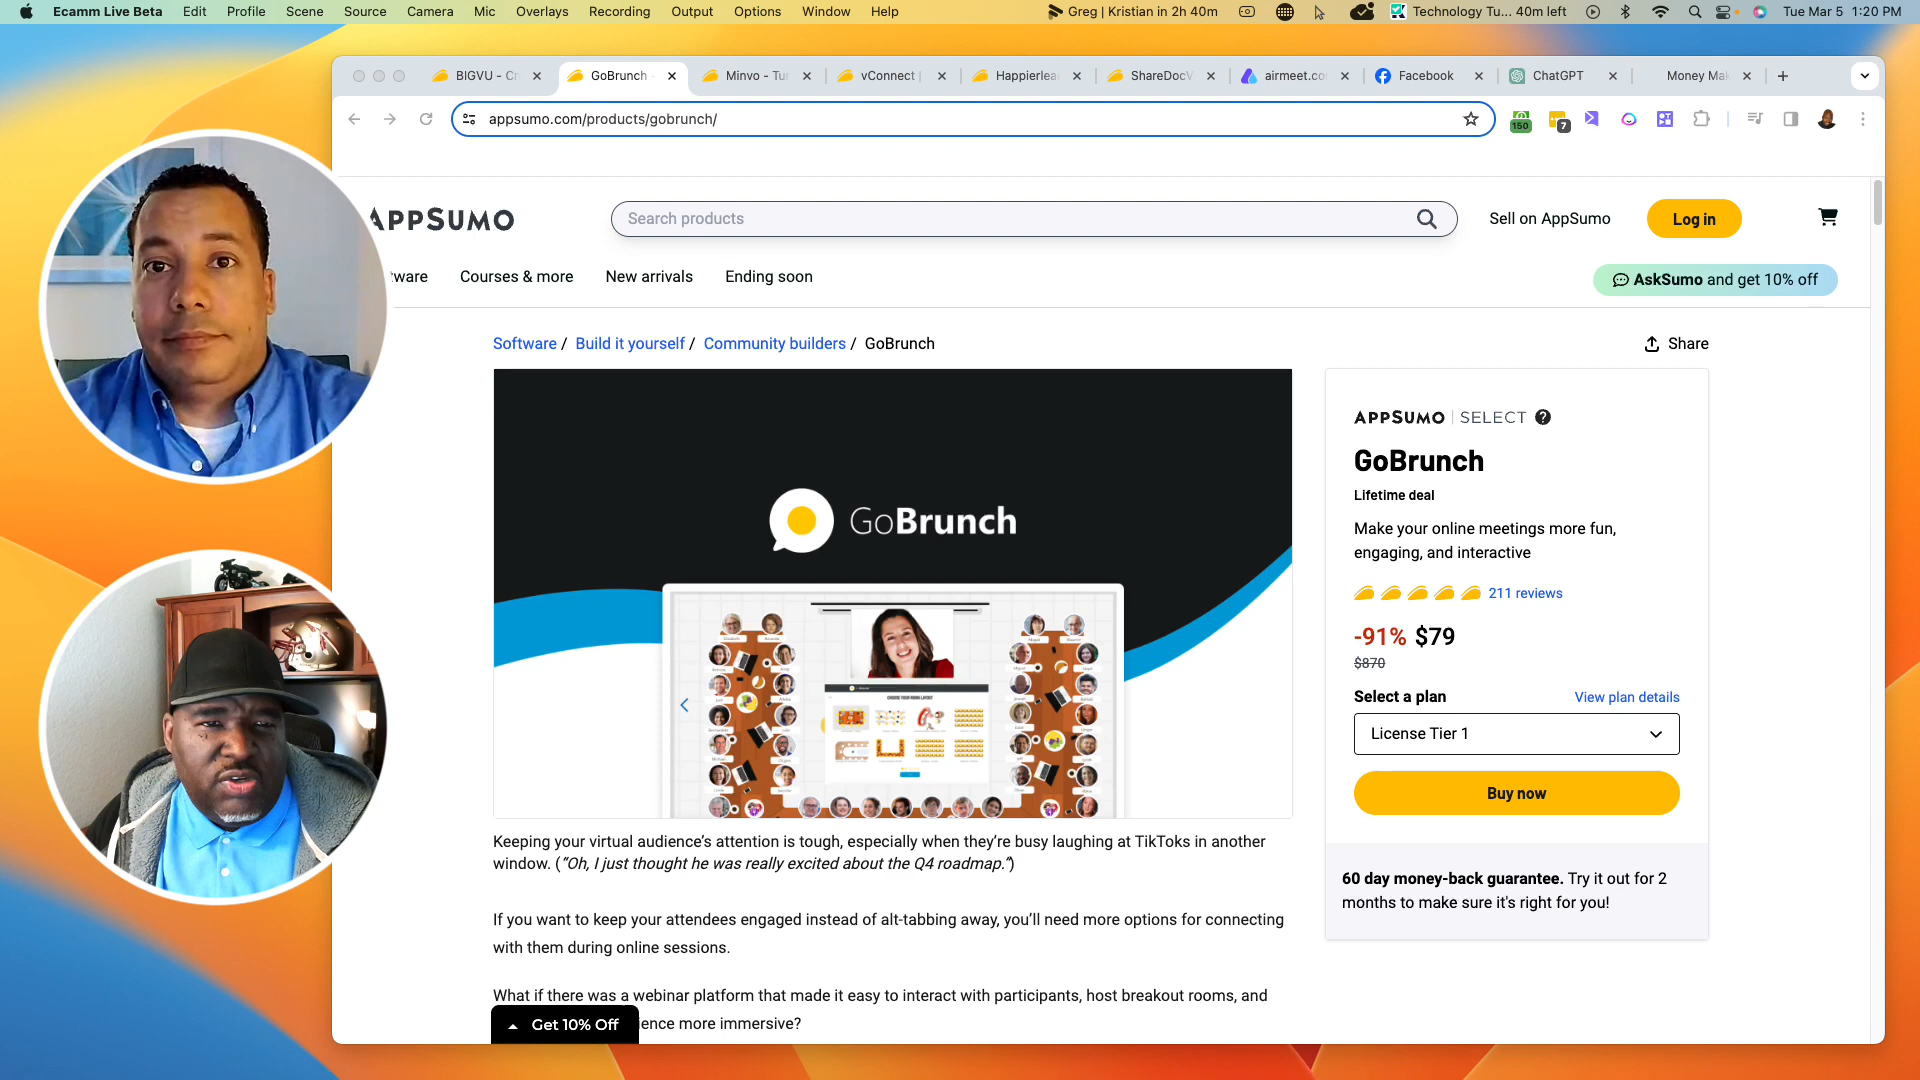 Ecamm Live Beta Edit Profile Scene Source Camera Mic Overlays Recording Output Options Window Help Greg | Kristian in 2h 40m Technology Tu... 40m left Tue Mar 5 1:20 PM
BIGVU - Cr GoBrunch - Minvo - Tur vConnect | Happierlea ShareDocV airmeet.co Facebook ChatGPT Money Mak
appsumo.com/products/gobrunch/
150 7
APPSUMO
Search products
Sell on AppSumo
Log in
tware Courses & more New arrivals Ending soon
AskSumo and get 10% off
Software / Build it yourself / Community builders / GoBrunch
Share
GoBrunch
APPSUMO | SELECT ?
GoBrunch
Lifetime deal
Make your online meetings more fun,
engaging, and interactive
211 reviews
-91% $79
$870
Select a plan View plan details
License Tier 1
Buy now
60 day money-back guarantee. Try it out for 2
months to make sure it's right for you!
Keeping your virtual audience’s attention is tough, especially when they’re busy laughing at TikToks in another
window. (“Oh, I just thought he was really excited about the Q4 roadmap.”)
If you want to keep your attendees engaged instead of alt-tabbing away, you’ll need more options for connecting
with them during online sessions.
What if there was a webinar platform that made it easy to interact with participants, host breakout rooms, and
ience more immersive?
Get 10% Off